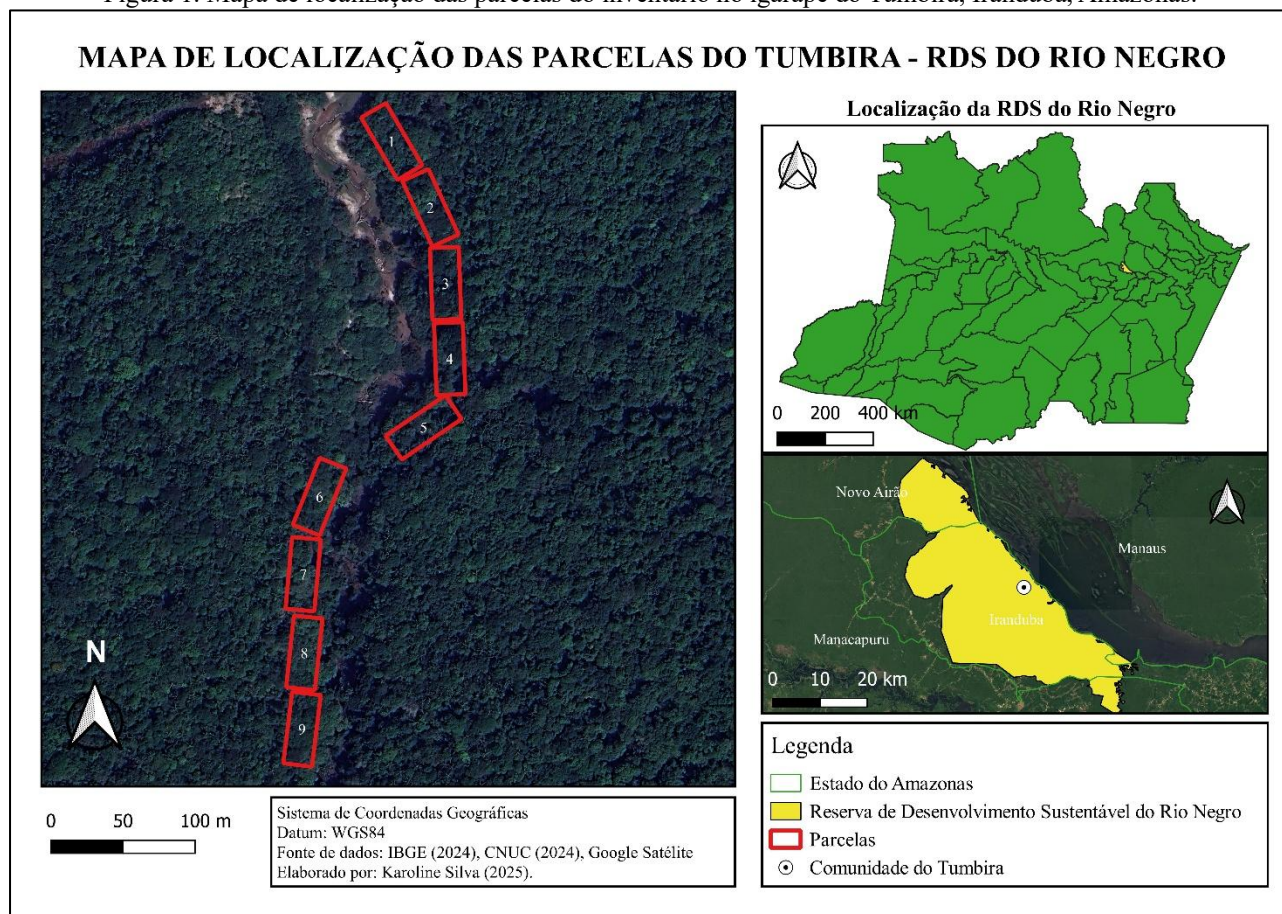 Figura 1. Mapa de localização das parcelas do inventário no igarapé do Tumbira, Iranduba, Amazonas.
MAPA DE LOCALIZAÇÃO DAS PARCELAS DO TUMBIRA - RDS DO RIO NEGRO
1
2
3
4
5
6
7
8
9
N
0 50 100 m
Sistema de Coordenadas Geográficas
Datum: WGS84
Fonte de dados: IBGE (2024), CNUC (2024), Google Satélite
Elaborado por: Karoline Silva (2025).
Localização da RDS do Rio Negro
0 200 400 km
Novo Airão
Manaus
Iranduba
Manacapuru
0 10 20 km
Legenda
Estado do Amazonas
Reserva de Desenvolvimento Sustentável do Rio Negro
Parcelas
Comunidade do Tumbira